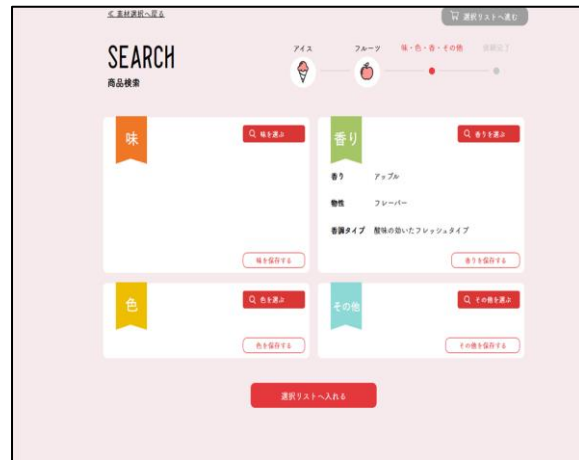 < 素材選択へ戻る
選択リストへ進む
SEARCH
商品検索
アイス
フルーツ
味・色・香・その他
味
味を選ぶ
味を保存する
香り
香りを選ぶ
香り アップル
物性 フレーバー
香調タイプ 酸味の効いたフレッシュタイプ
香りを保存する
色
色を選ぶ
色を保存する
その他
その他を選ぶ
その他を保存する
選択リストへ入れる